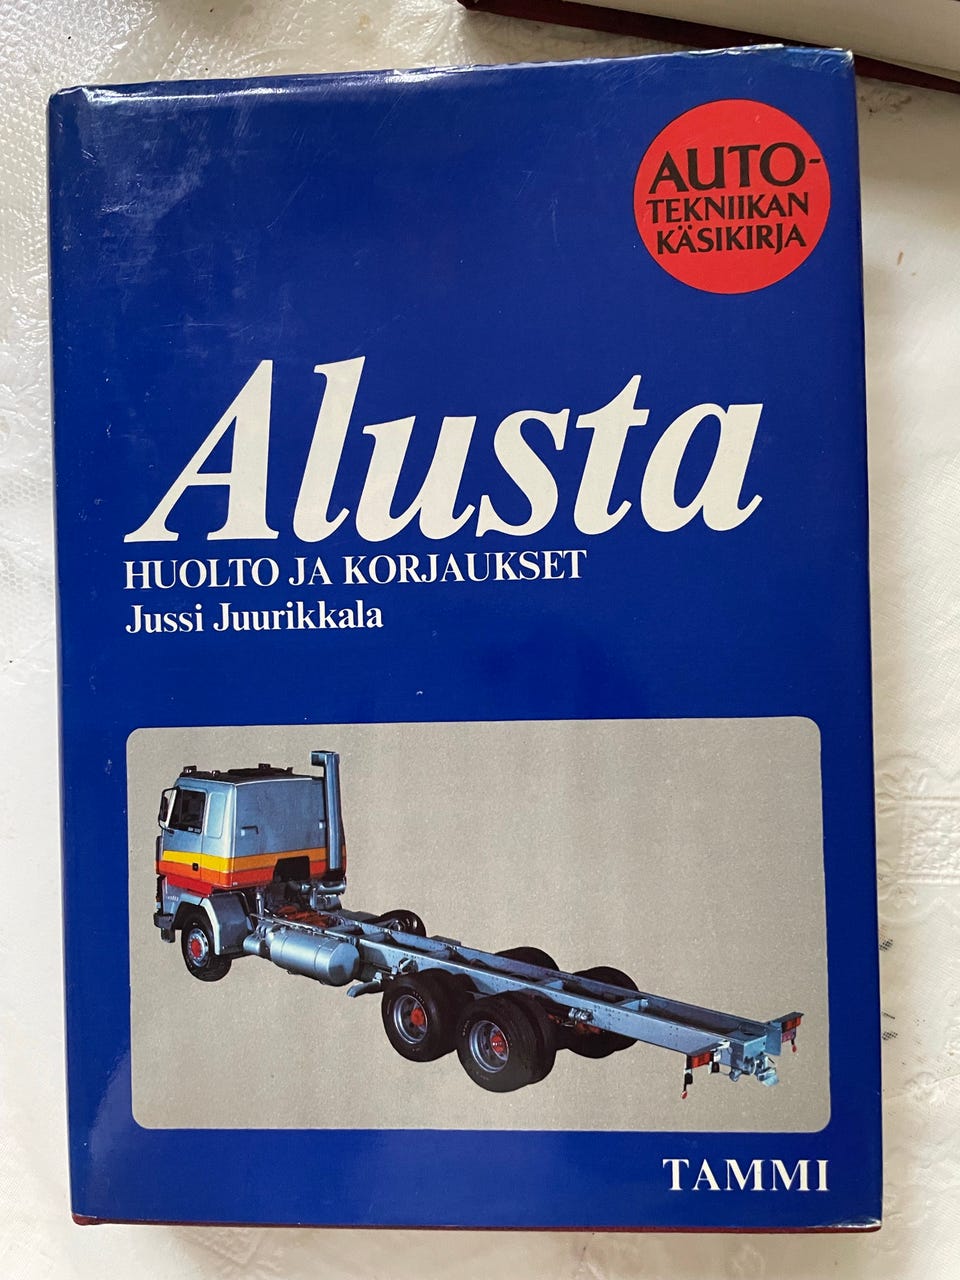 AUTO-
TEKNIIKAN
KÄSIKIRJA
Alusta
HUOLTO JA KORJAUKSET
Jussi Juurikkala
TAMMI